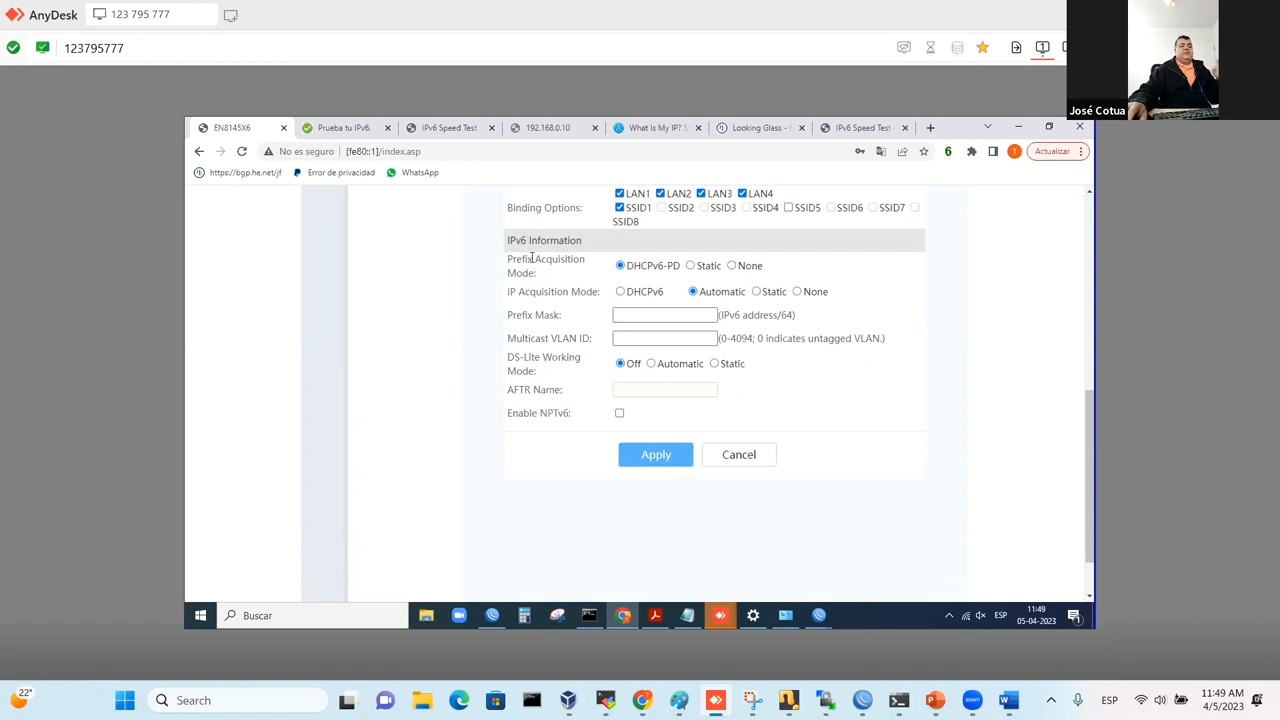 AnyDesk
123 795 777
123795777
José Cotua
EN8145X6
Prueba tu IPv6.
IPv6 Speed Test -
192.168.0.10
What Is My IP? S
Looking Glass - H
IPv6 Speed Test
No es seguro
[fe80::1]/index.asp
6
T
Actualizar
https://bgp.he.net/jf
Error de privacidad
WhatsApp
LAN1 LAN2 LAN3 LAN4
Binding Options:
SSID1 SSID2 SSID3 SSID4 SSID5 SSID6 SSID7
SSID8
IPv6 Information
Prefix Acquisition
Mode:
DHCPv6-PD Static None
IP Acquisition Mode:
DHCPv6 Automatic Static None
Prefix Mask:
(IPv6 address/64)
Multicast VLAN ID:
(0-4094; 0 indicates untagged VLAN.)
DS-Lite Working
Mode:
Off Automatic Static
AFTR Name:
Enable NPTv6:
Apply
Cancel
Buscar
ESP
11:49
05-04-2023
22°
Search
ESP
11:49 AM
4/5/2023